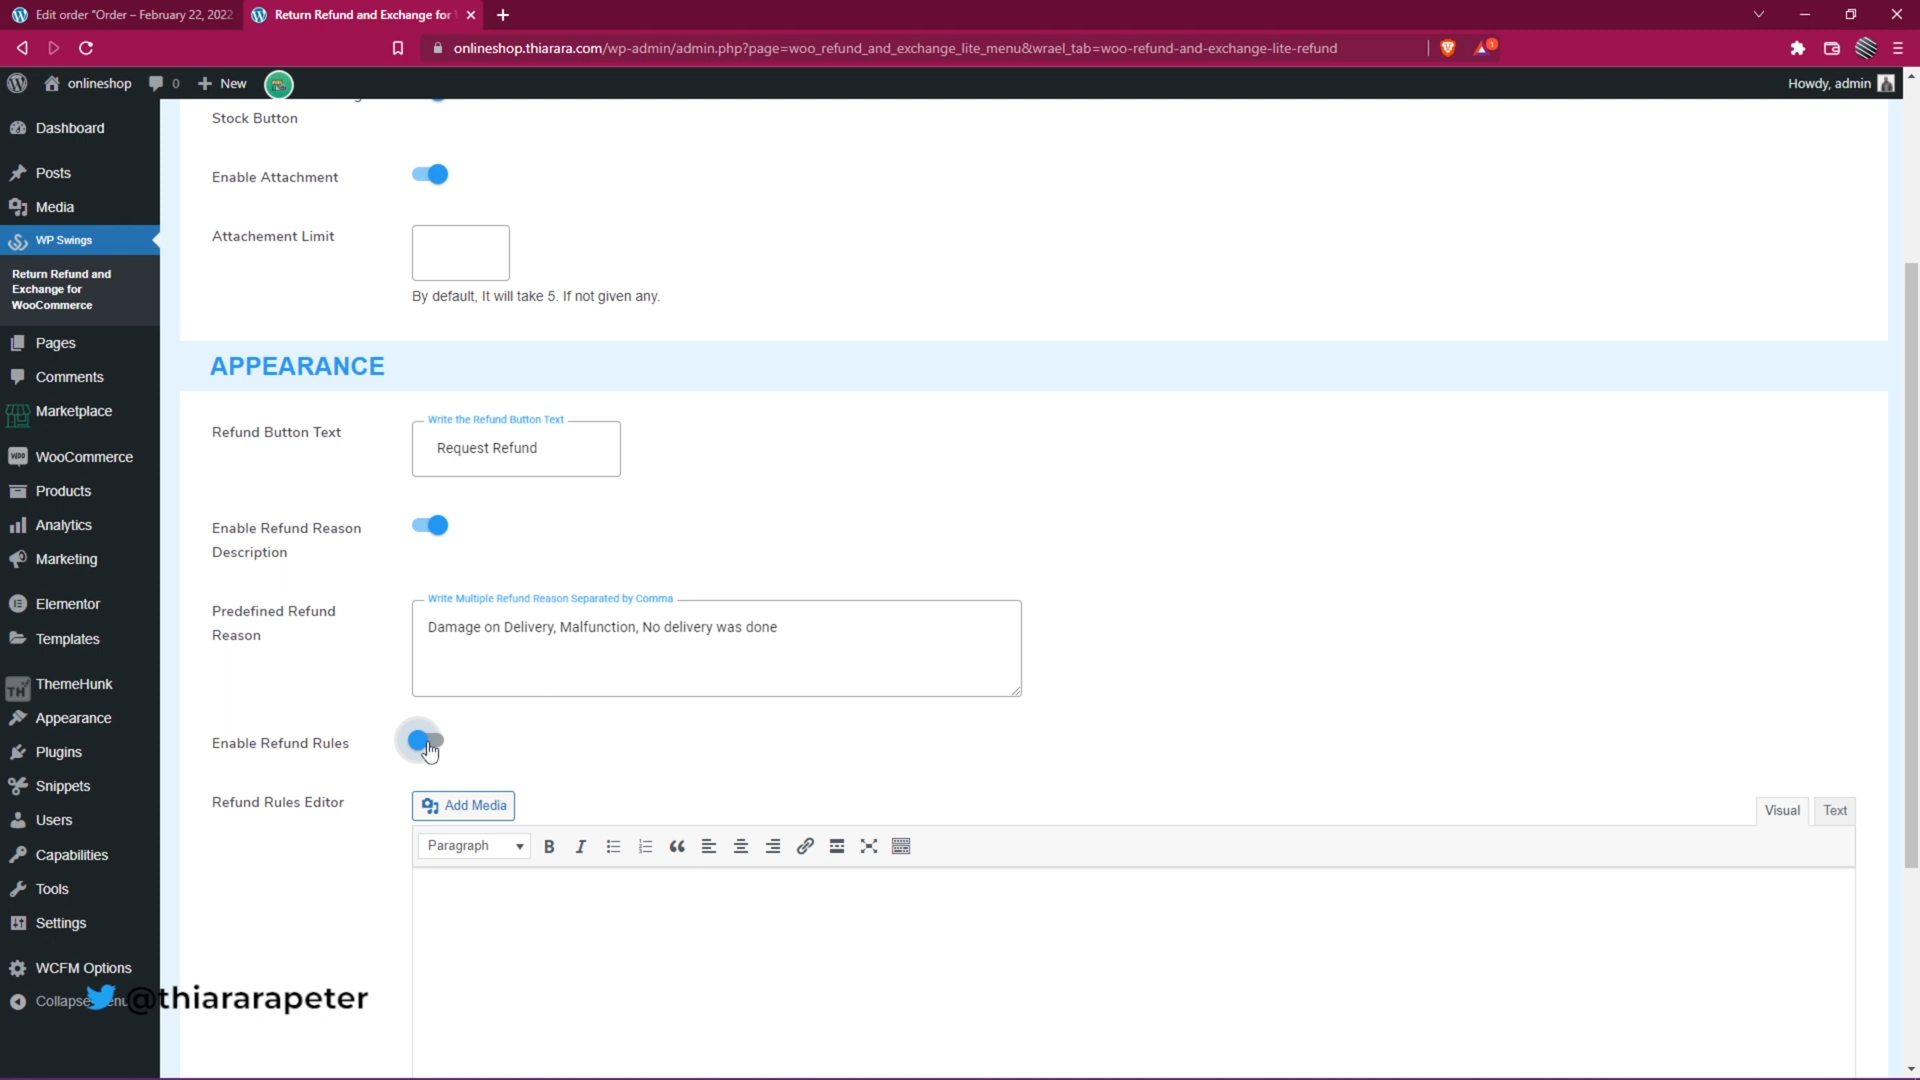 Edit order “Order – February 22, 2022
Return Refund and Exchange for
onlineshop.thiarara.com/wp-admin/admin.php?page=woo_refund_and_exchange_lite_menu&wrael_tab=woo-refund-and-exchange-lite-refund
1
onlineshop
0
New
Howdy, admin
Dashboard
Posts
Media
WP Swings
Return Refund and
Exchange for
WooCommerce
Pages
Comments
Marketplace
WooCommerce
Products
Analytics
Marketing
Elementor
Templates
ThemeHunk
Appearance
Plugins
Snippets
Users
Capabilities
Tools
Settings
WCFM Options
Collapse
@thiararapeter
Stock Button
Enable Attachment
Attachement Limit
By default, It will take 5. If not given any.
APPEARANCE
Refund Button Text
Write the Refund Button Text
Request Refund
Enable Refund Reason
Description
Predefined Refund
Reason
Write Multiple Refund Reason Separated by Comma
Damage on Delivery, Malfunction, No delivery was done
Enable Refund Rules
Refund Rules Editor
Add Media
Visual
Text
Paragraph